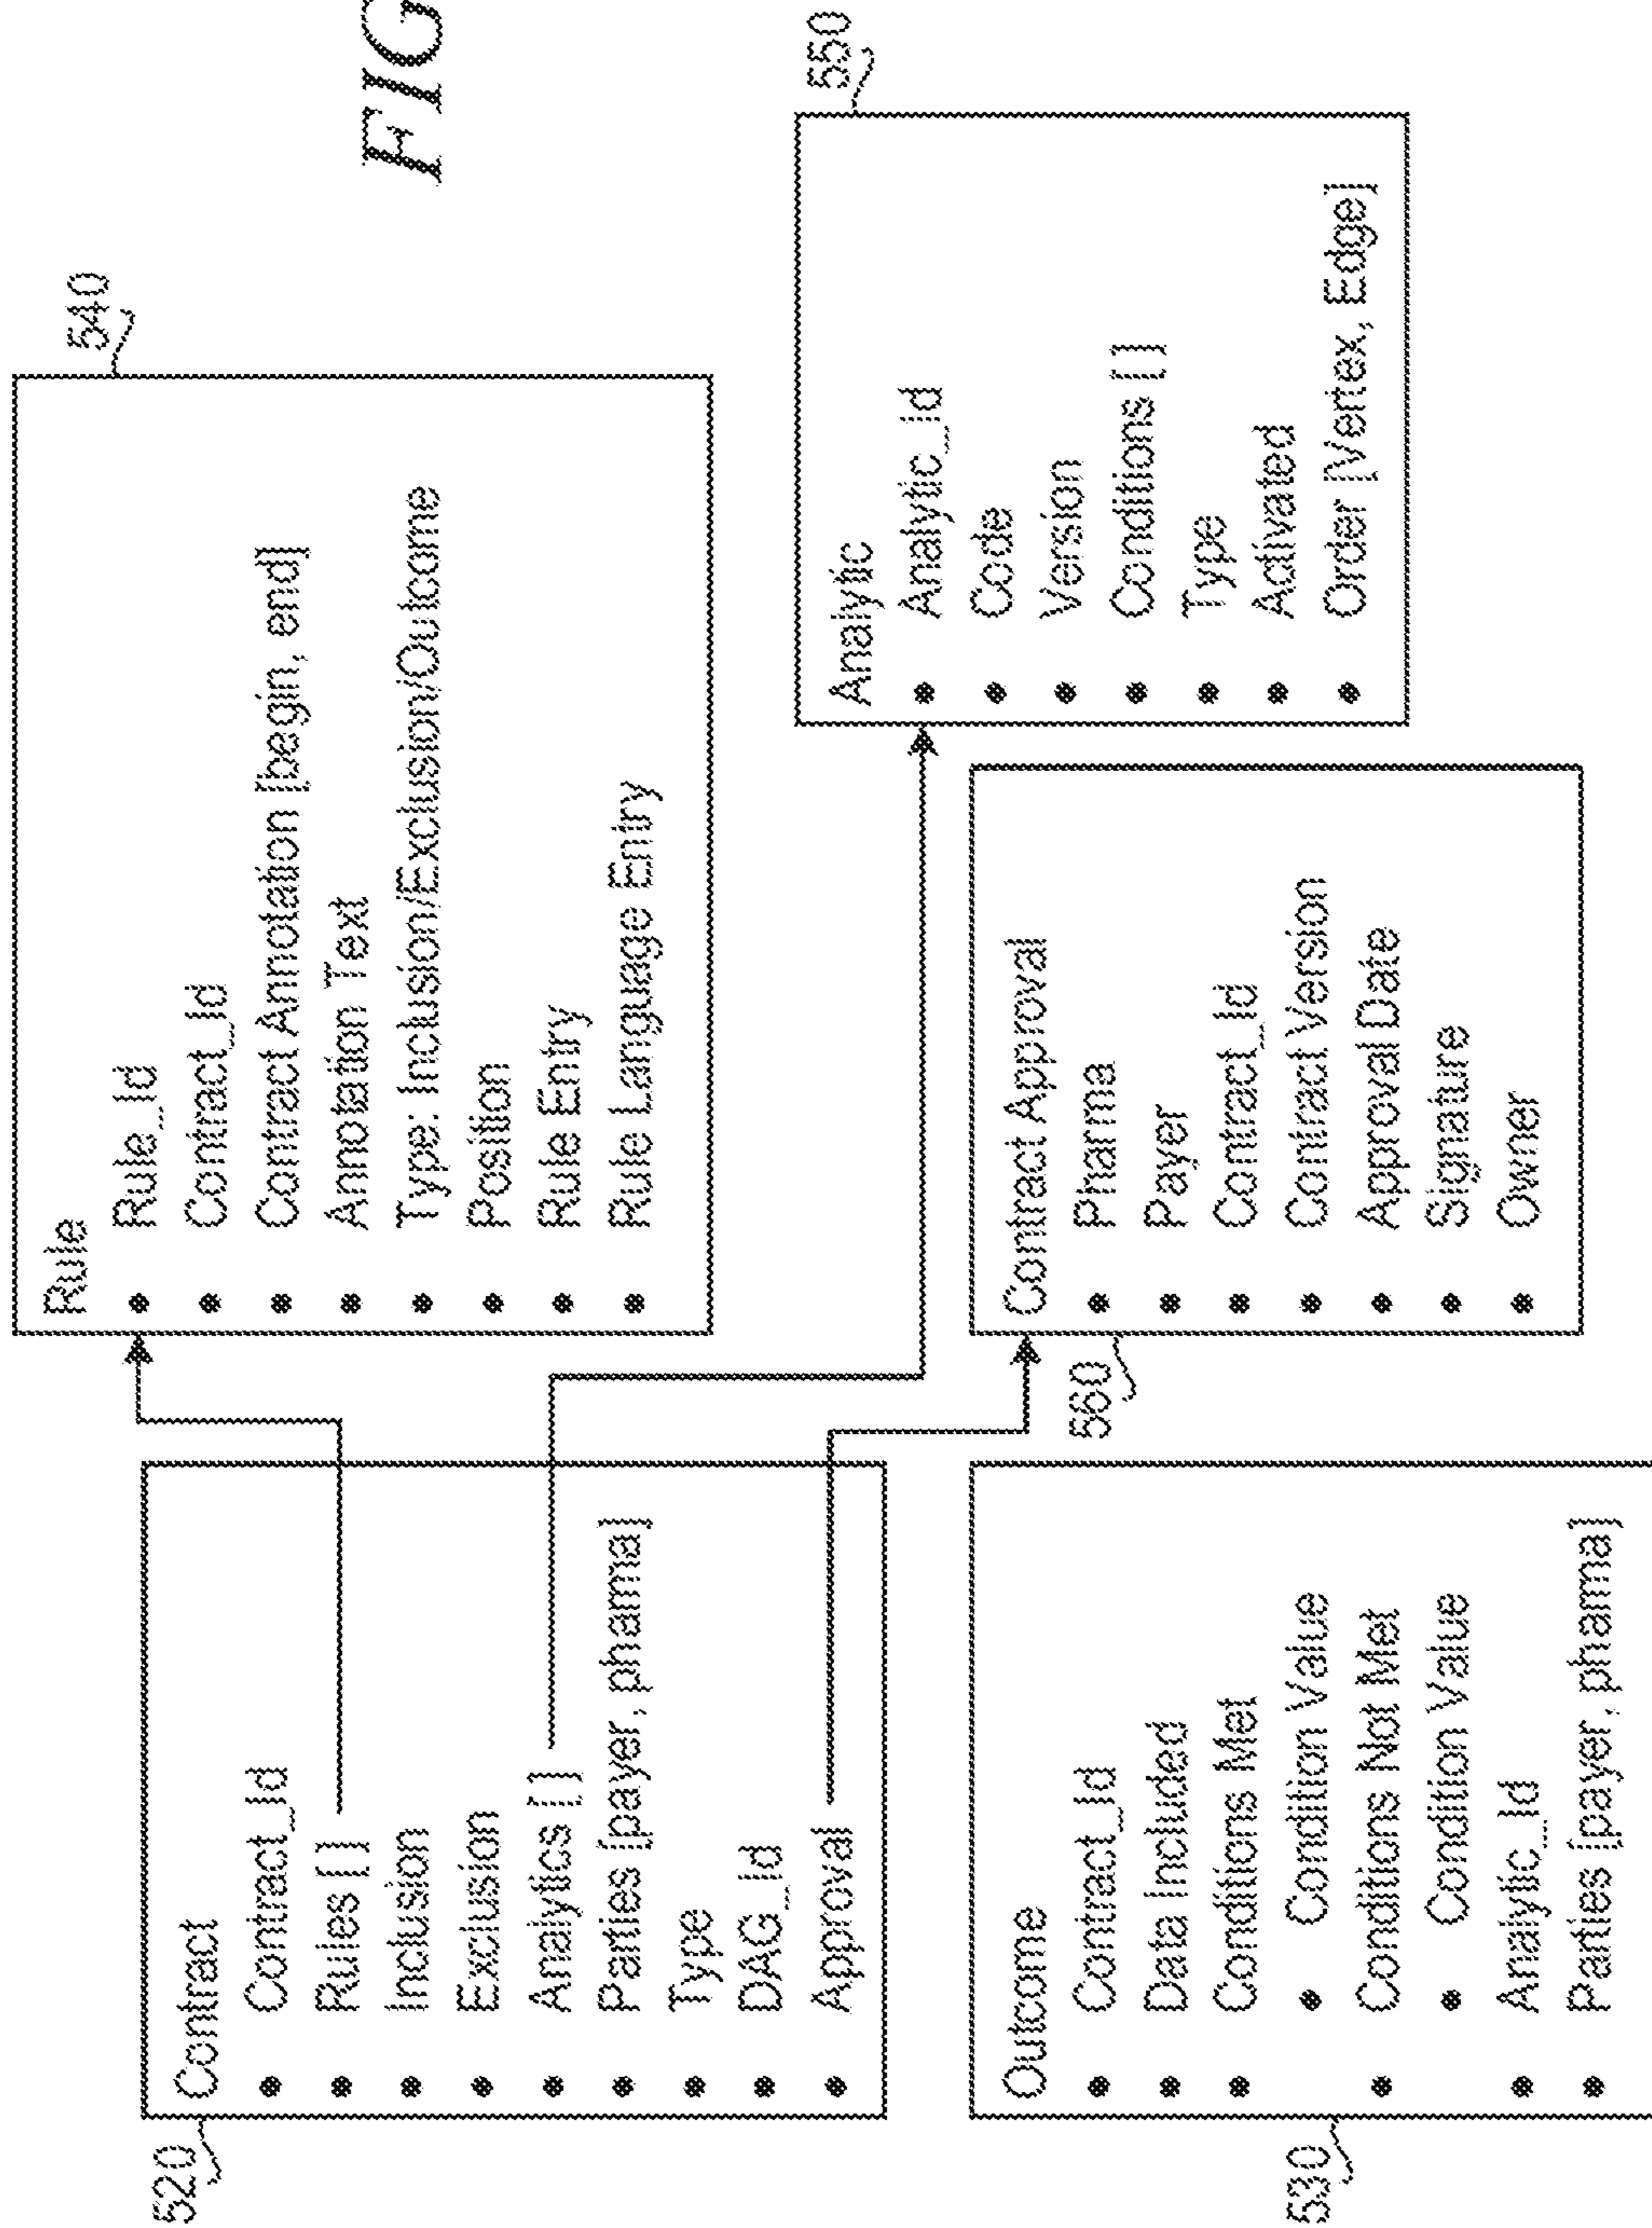 520
Contract
• Contract_Id
• Rules [ ]
• Inclusion
• Exclusion
• Analytics [ ]
• Parties [payer, pharma]
• Type
• DAG_Id
• Approval
530
Outcome
• Contract_Id
• Data Included
• Conditions Met
• Condition Value
• Conditions Not Met
• Condition Value
• Analytic_Id
• Parties [payer, pharma]
540
Rule
• Rule_Id
• Contract_Id
• Contract Annotation [begin, end]
• Annotation Text
• Type: Inclusion/Exclusion/Outcome
• Position
• Rule Entry
• Rule Language Entry
560
Contract Approval
• Pharma
• Payer
• Contract_Id
• Contract Version
• Approval Date
• Signature
• Owner
550
Analytic
• Analytic_Id
• Code
• Version
• Conditions [ ]
• Type
• Activated
• Order [Vertex, Edge]
FIG